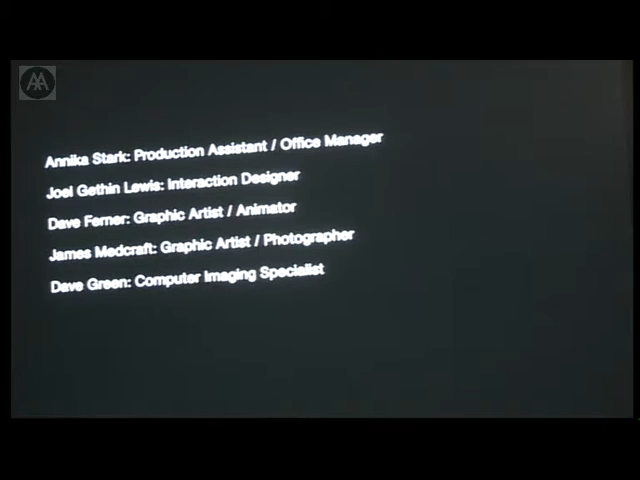 AA
Annika Stark: Production Assistant / Office Manager
Joel Gethin Lewis: Interaction Designer
Dave Ferner: Graphic Artist / Animator
James Medcraft: Graphic Artist / Photographer
Dave Green: Computer Imaging Specialist